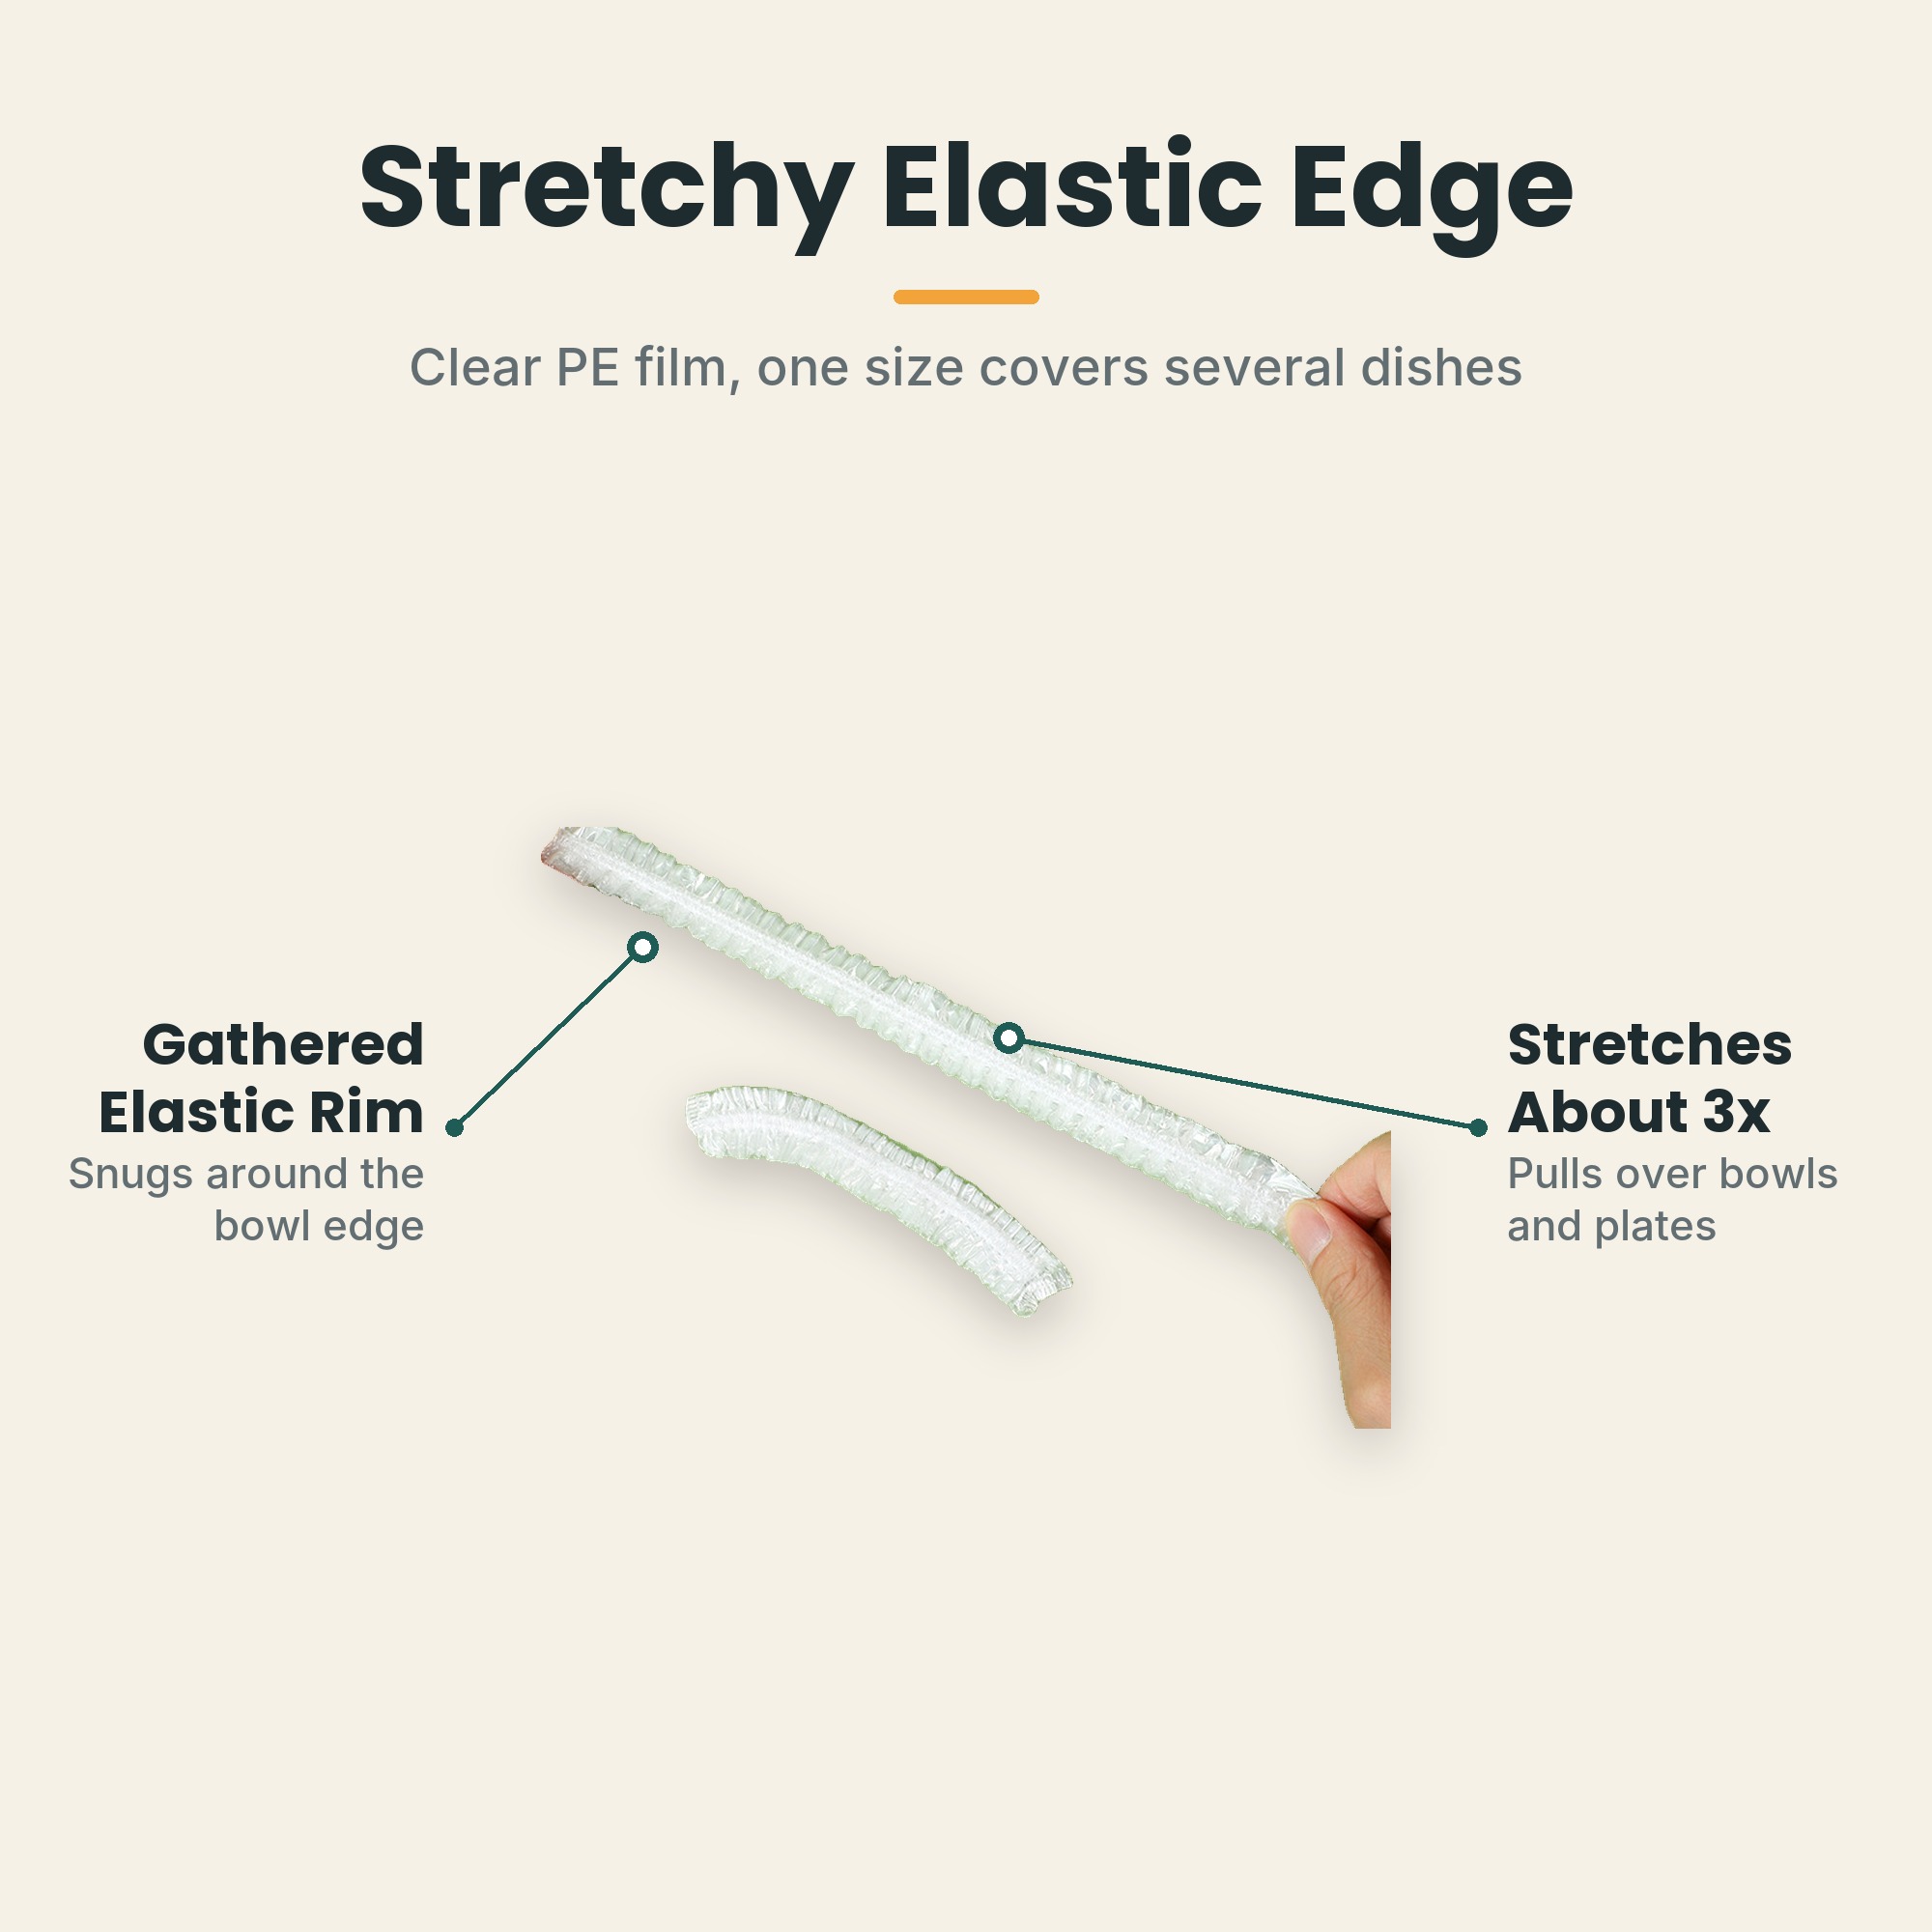 Stretchy Elastic Edge
Clear PE film, one size covers several dishes
Gathered
Elastic Rim
Snugs around the
bowl edge
Stretches
About 3x
Pulls over bowls
and plates